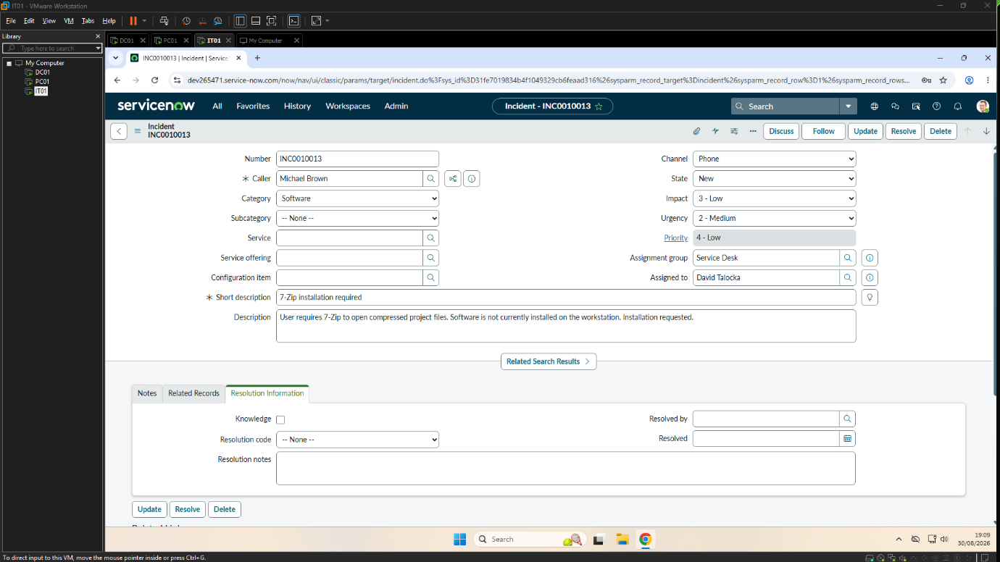 IT01 - VMware Workstation
File Edit View VM Tabs Help
Library
Type here to search
My Computer
DC01
PC01
IT01
DC01 PC01 IT01 My Computer
INC0010013 | Incident | Service
dev265471.service-now.com/now/nav/ui/classic/params/target/incident.do%3Fsys_id%3D31fe7019834b4f1049329cb6feaad316%26sysparm_record_target%3Dincident%26sysparm_record_row%3D1%26sysparm_record_rows...
servicenow All Favorites History Workspaces Admin Incident - INC0010013 Search
Incident
INC0010013
Discuss Follow Update Resolve Delete
Number INC0010013 Channel Phone
Caller Michael Brown State New
Category Software Impact 3 - Low
Subcategory -- None -- Urgency 2 - Medium
Service Priority 4 - Low
Service offering Assignment group Service Desk
Configuration item Assigned to David Talocka
Short description 7-Zip installation required
Description User requires 7-Zip to open compressed project files. Software is not currently installed on the workstation. Installation requested.
Related Search Results
Notes Related Records Resolution Information
Knowledge Resolved by
Resolution code -- None -- Resolved
Resolution notes
Update Resolve Delete
Search
19:09
30/08/2026
To direct input to this VM, move the mouse pointer inside or press Ctrl+G.